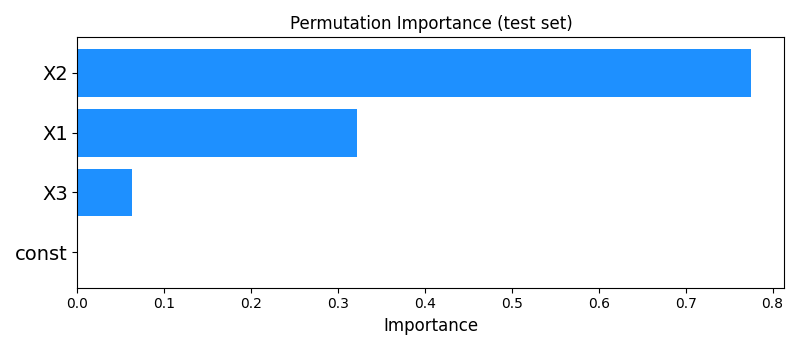 Permutation Importance (test set)
X2
X1
X3
const
0.0 0.1 0.2 0.3 0.4 0.5 0.6 0.7 0.8
Importance